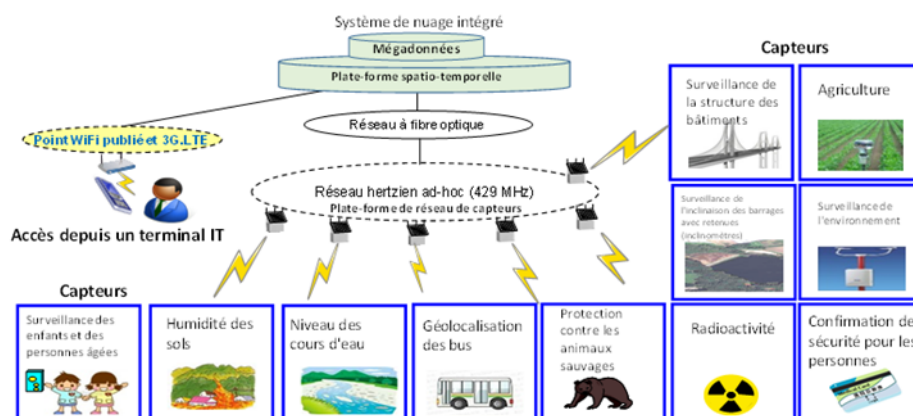 Système de nuage intégré
Mégadonnées
Plate-forme spatio-temporelle
Point WiFi publié et 3G.LTE
Réseau à fibre optique
Réseau hertzien ad-hoc (429 MHz)
Plate-forme de réseau de capteurs
Accès depuis un terminal IT
Capteurs
Surveillance de
la structure des
bâtiments
Agriculture
Surveillance de
l'inclinaison des barrages
avec retenues
(inclinomètres)
Surveillance de
l'environnement
Capteurs
Surveillance des
enfants et des
personnes âgées
Humidité des
sols
Niveau des
cours d'eau
Géolocalisation
des bus
Protection
contre les
animaux
sauvages
Radioactivité
Confirmation de
sécurité pour les
personnes